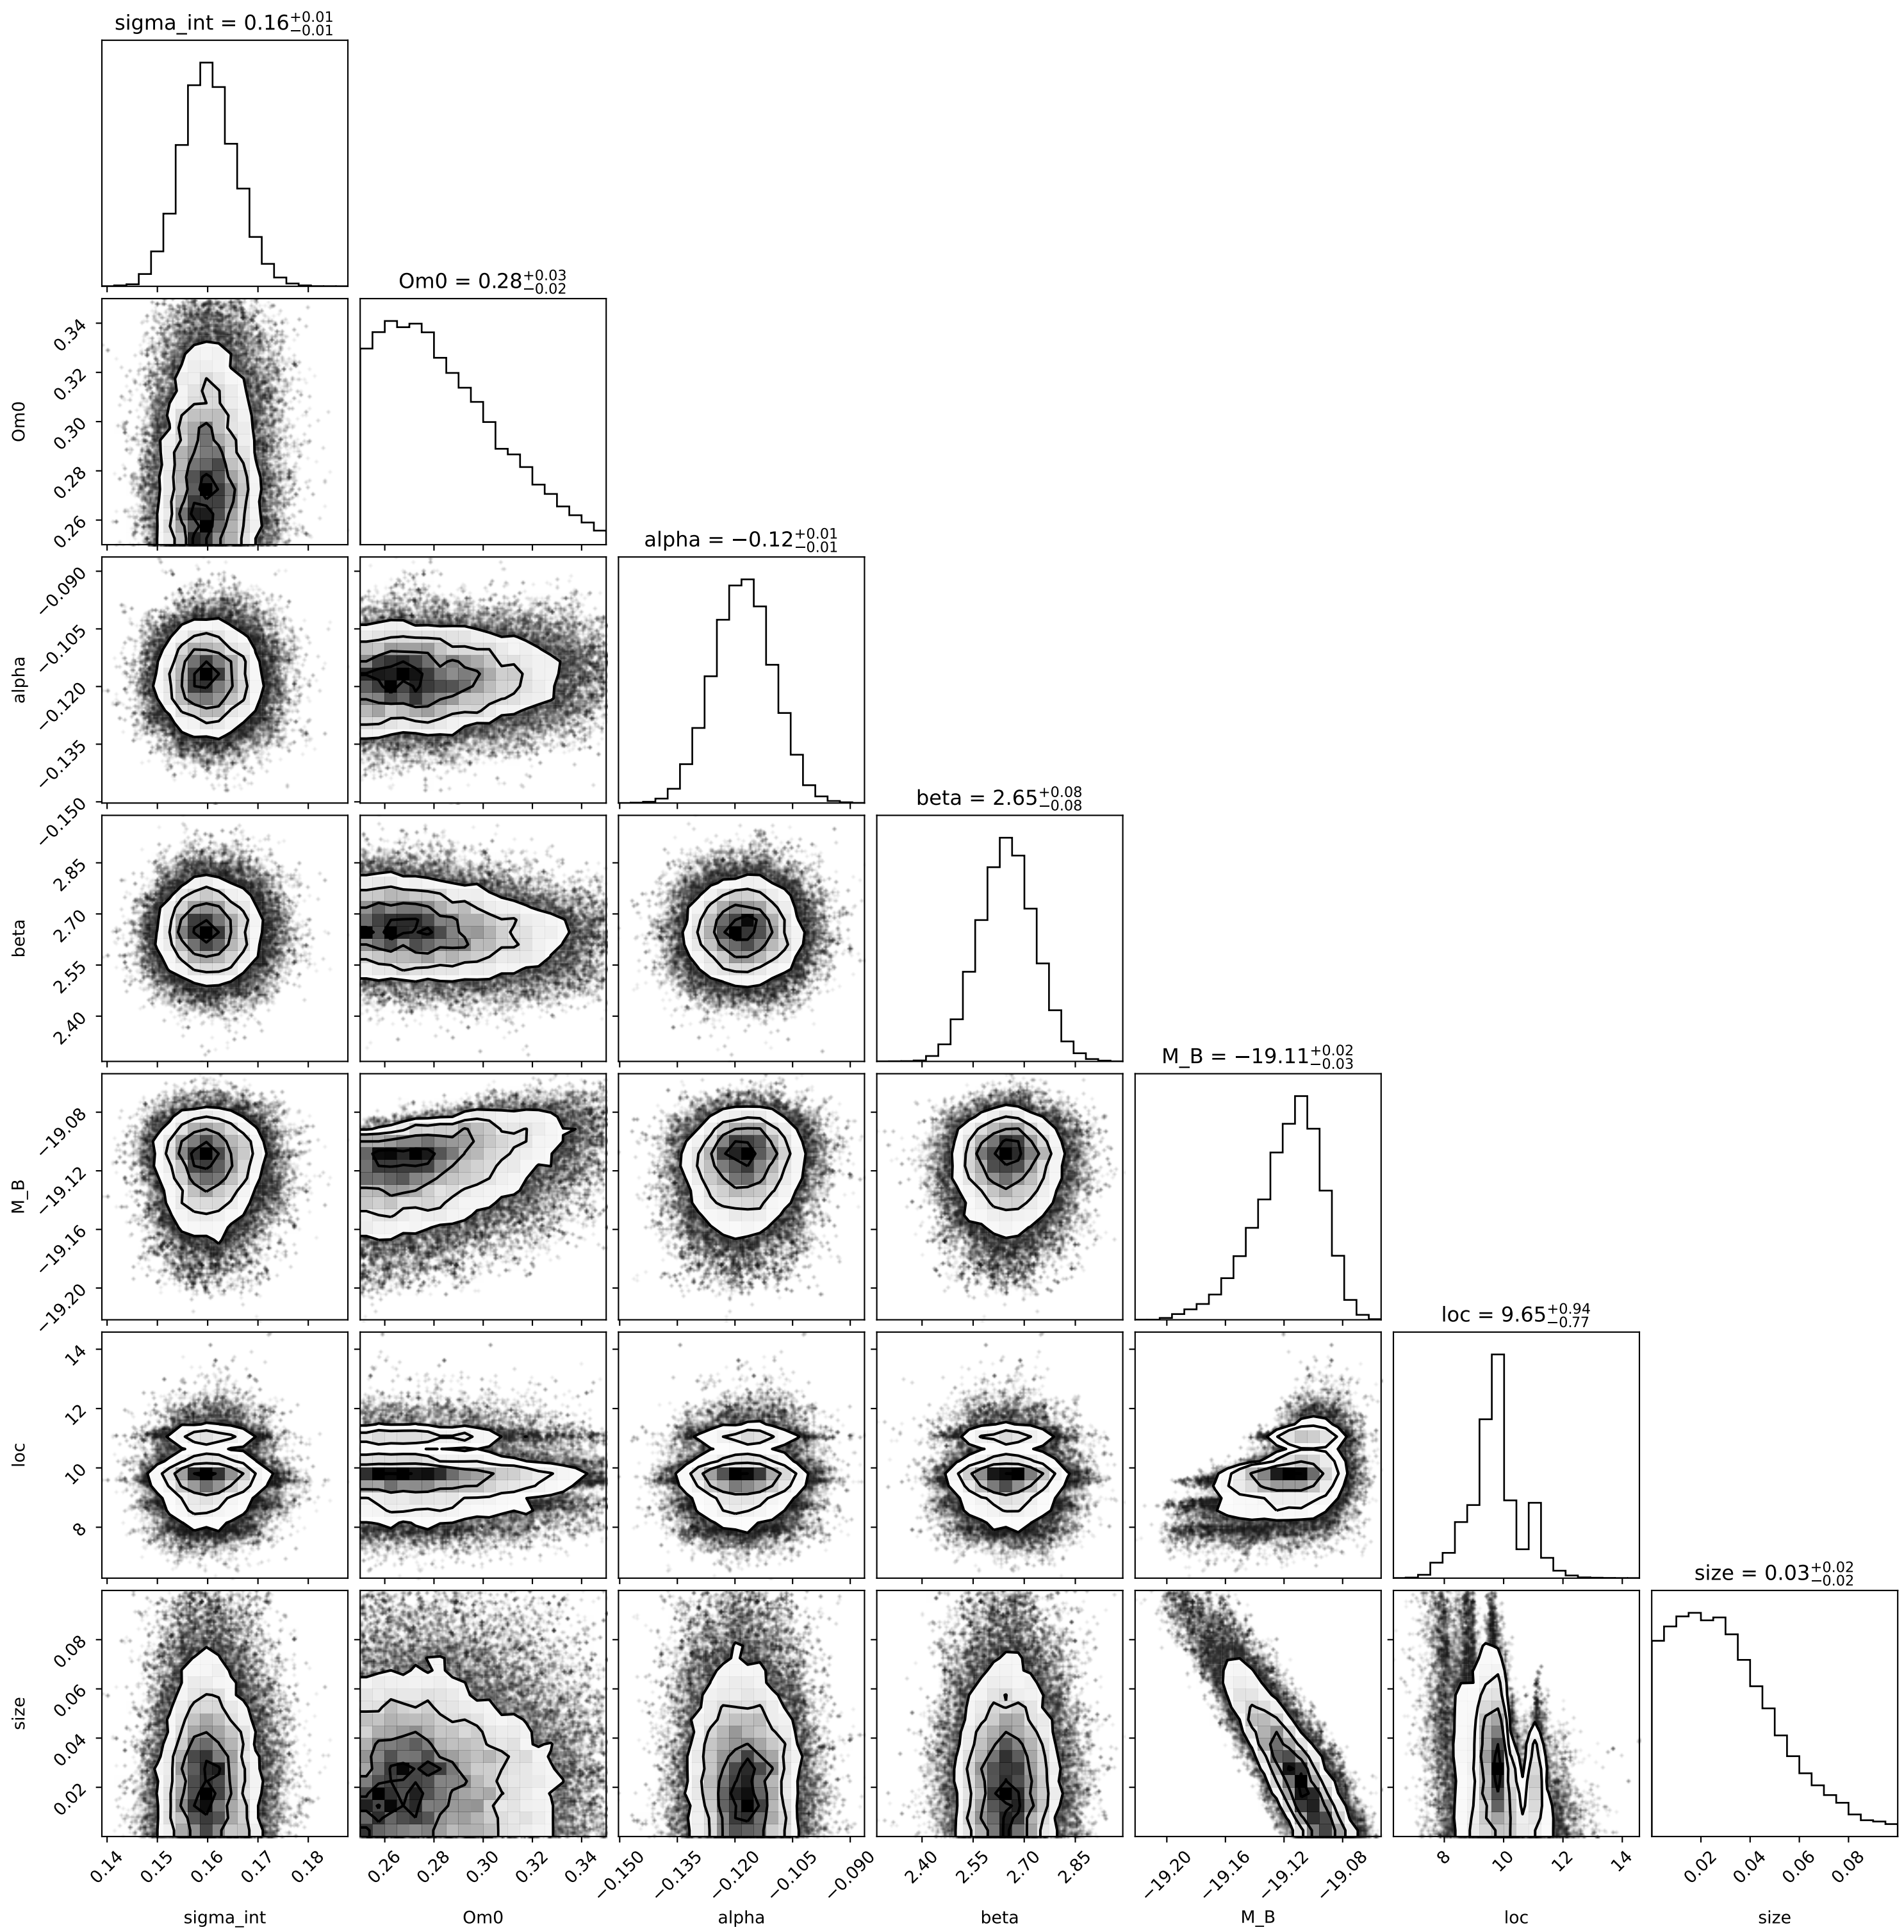 sigma_int = 0.16+0.01−0.01
Om0 = 0.28+0.03−0.02
0.34
0.32
0.30
0.28
0.26
Om0
alpha = −0.12+0.01−0.01
−0.090
−0.105
−0.120
−0.135
−0.150
alpha
beta = 2.65+0.08−0.08
2.85
2.70
2.55
2.40
beta
M_B = −19.11+0.02−0.03
−19.08
−19.12
−19.16
−19.20
M_B
loc = 9.65+0.94−0.77
14
12
10
8
loc
size = 0.03+0.02−0.02
0.08
0.06
0.04
0.02
size
0.14 0.15 0.16 0.17 0.18 0.26 0.28 0.30 0.32 0.34 −0.150 −0.135 −0.120 −0.105 −0.090 2.40 2.55 2.70 2.85 −19.20 −19.16 −19.12 −19.08 8 10 12 14 0.02 0.04 0.06 0.08
sigma_int Om0 alpha beta M_B loc size